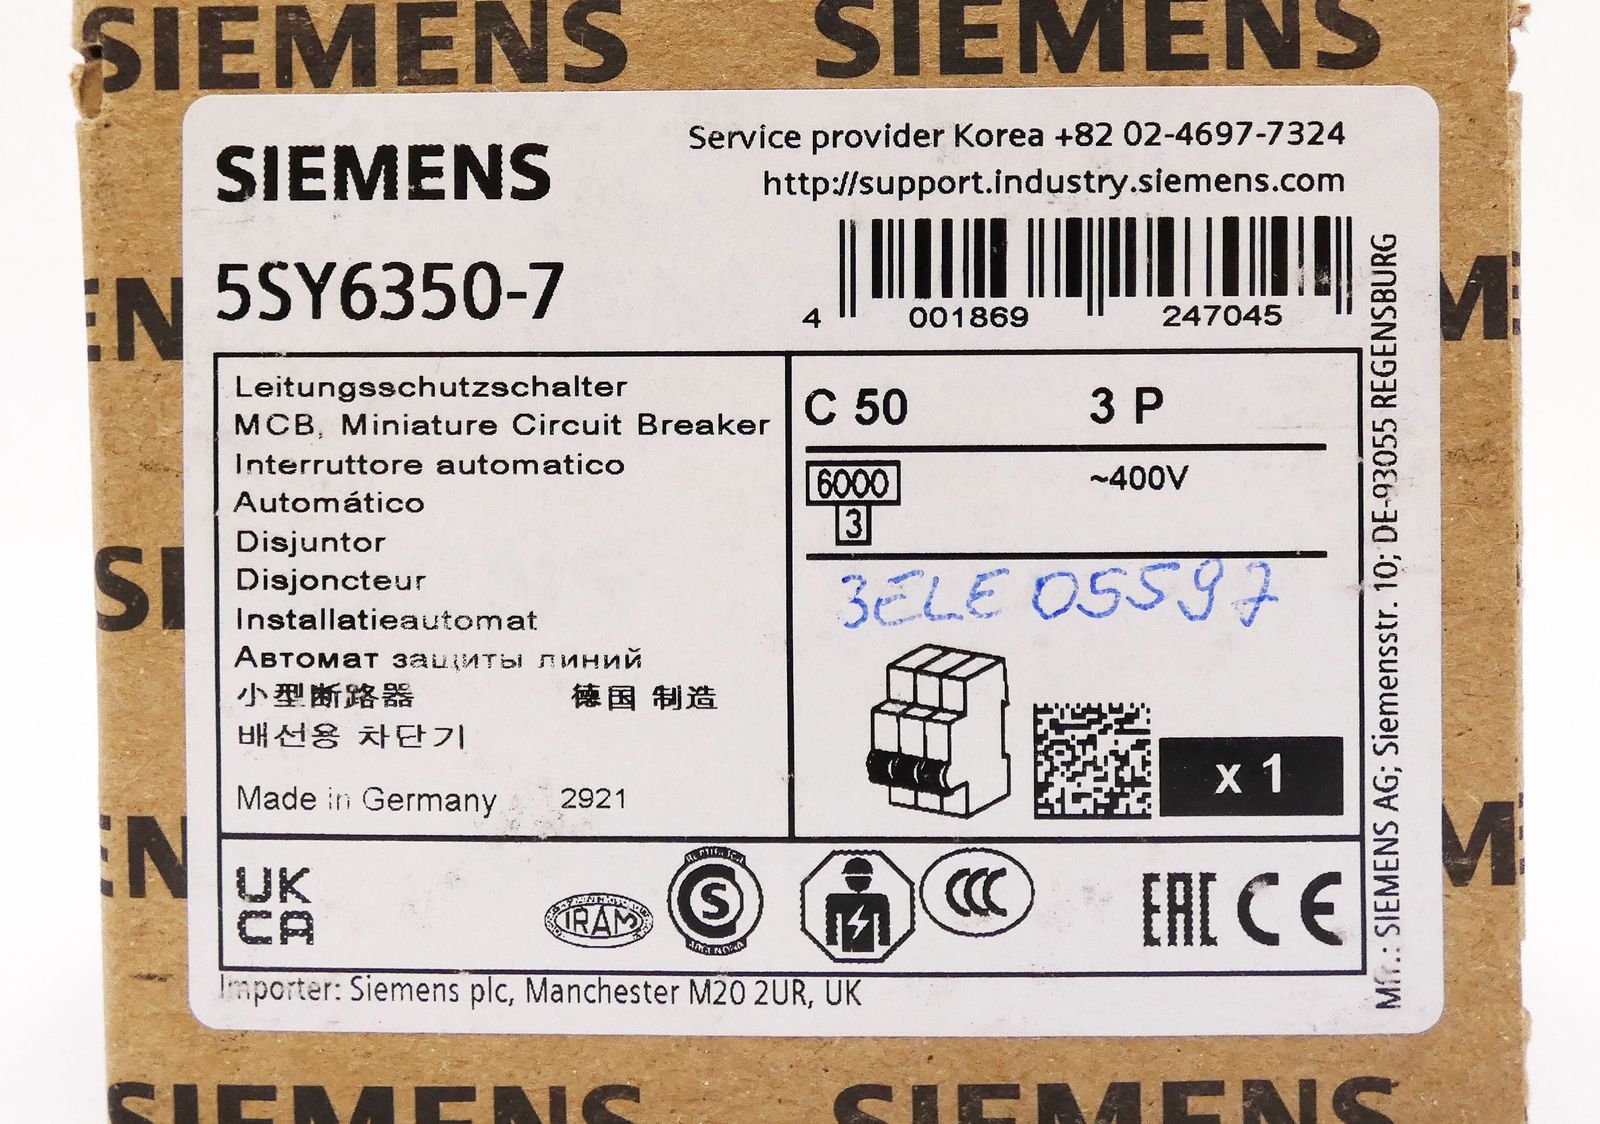 SIEMENS SIEMENS
SIEMENS
Service provider Korea +82 02-4697-7324
http://support.industry.siemens.com
5SY6350-7
4 001869 247045
Leitungsschutzschalter
MCB, Miniature Circuit Breaker
Interruttore automatico
Automático
Disjuntor
Disjoncteur
Installatieautomat
Автомат защиты линий
小型断路器 德国 制造
배선용 차단기
Made in Germany 2921
C 50 3 P
6000 ~400V
3
3ELE 05597
x 1
UK
CA
IRAM
S
CCC
EAC CE
Importer: Siemens plc, Manchester M20 2UR, UK
Mfr.: SIEMENS AG; Siemensstr. 10; DE-93055 REGENSBURG
EN
M
SI
EN
M
SIEMENS SIEMENS